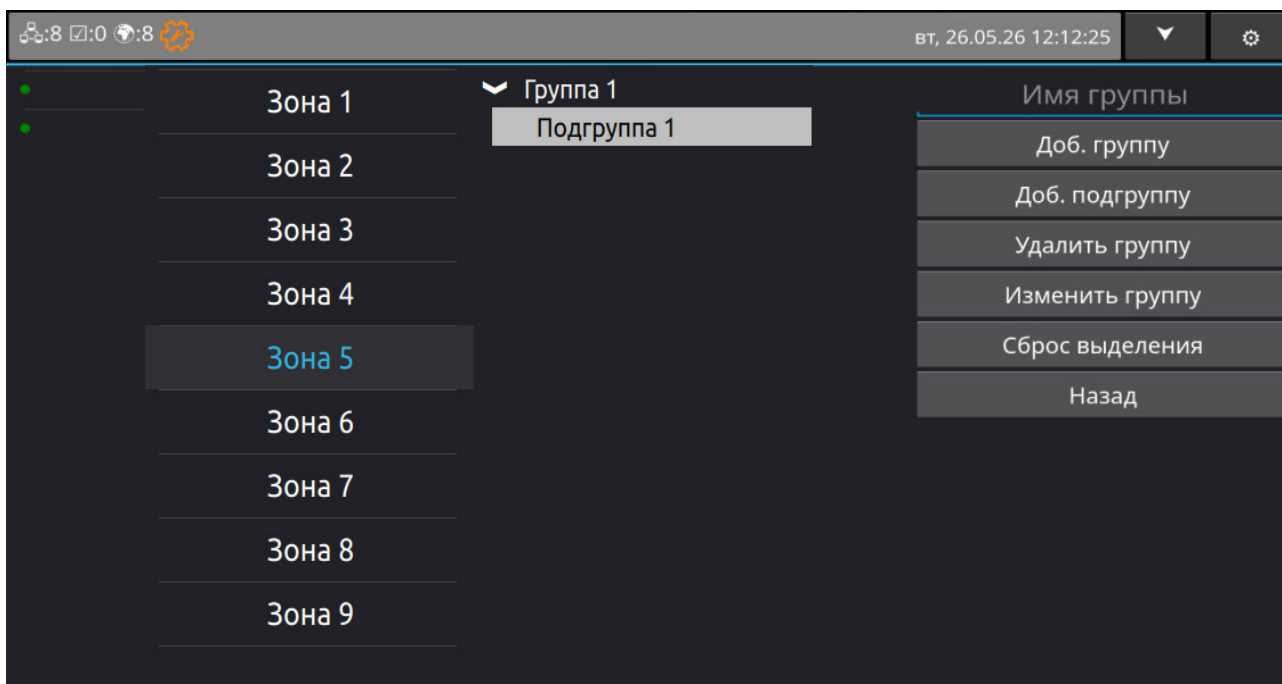 :8 ☑:0 :8
вт, 26.05.26 12:12:25
Зона 1
Зона 2
Зона 3
Зона 4
Зона 5
Зона 6
Зона 7
Зона 8
Зона 9
Группа 1
Подгруппа 1
Имя группы
Доб. группу
Доб. подгруппу
Удалить группу
Изменить группу
Сброс выделения
Назад